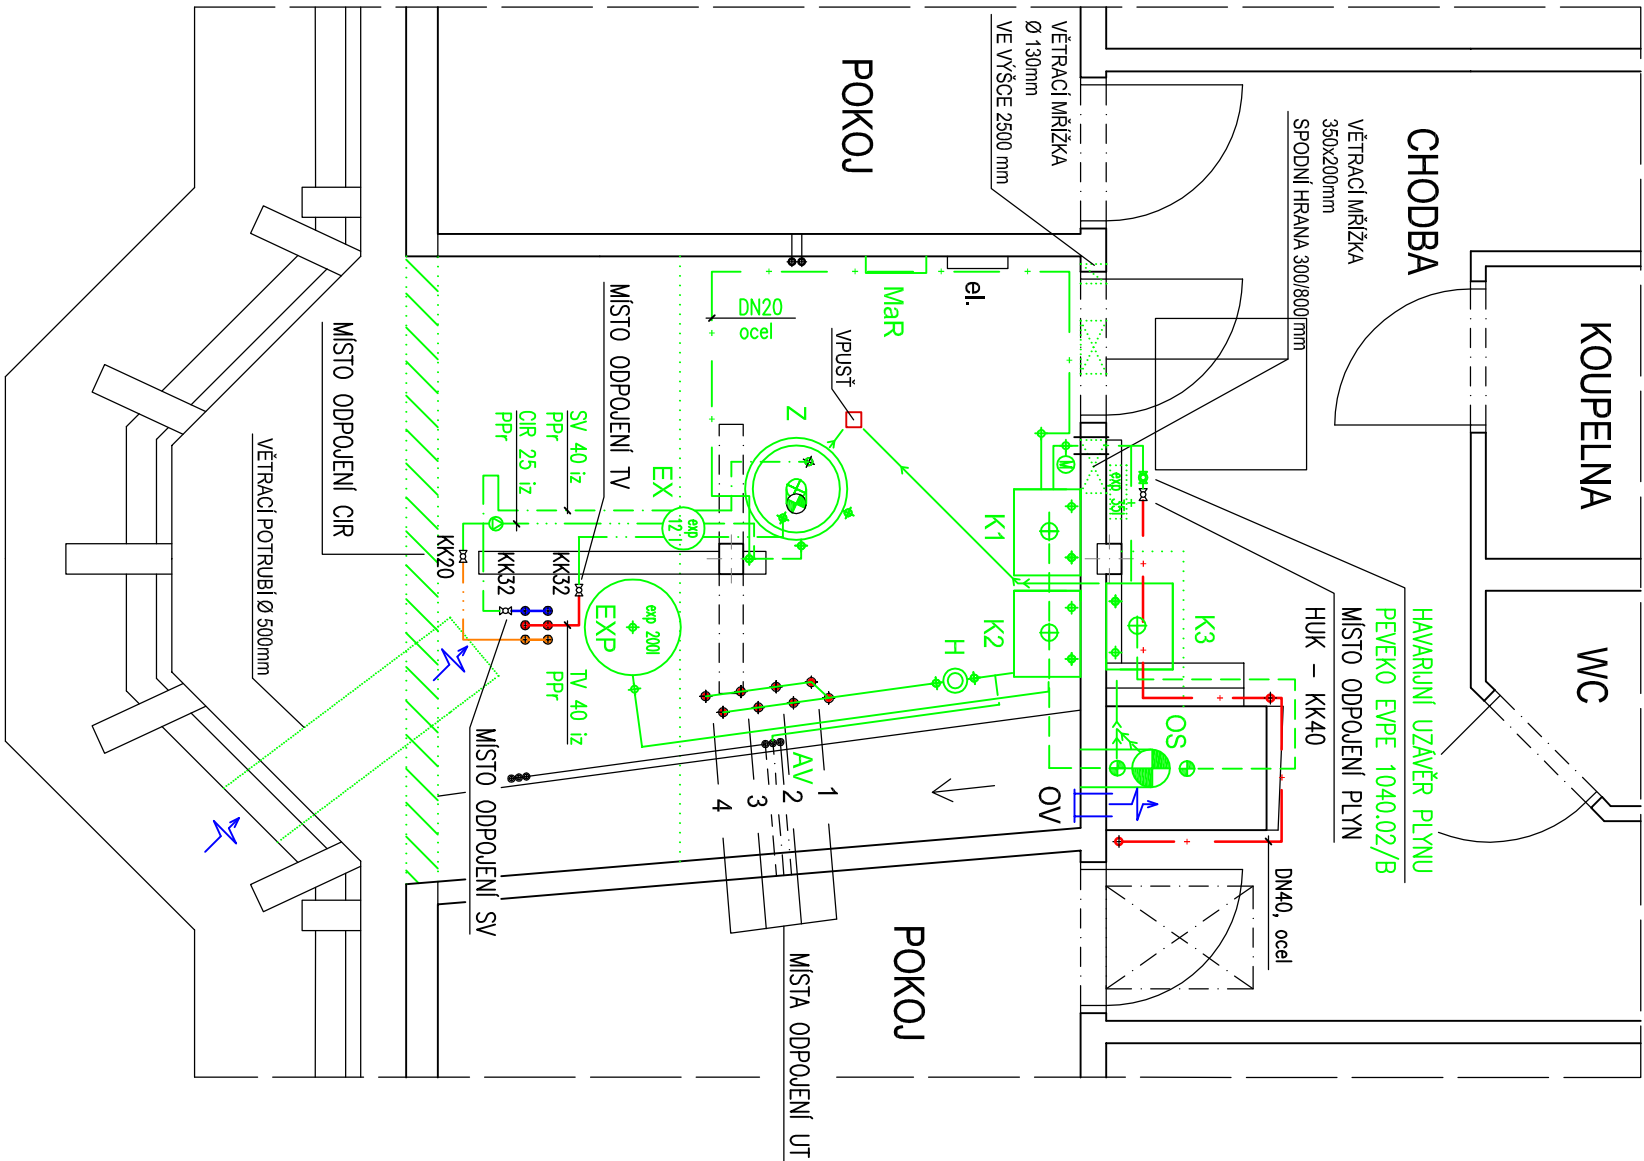 CHODBA
KOUPELNA
WC
POKOJ
POKOJ
VĚTRACÍ MŘÍŽKA
350x200mm
SPODNÍ HRANA 300/800mm
VĚTRACÍ MŘÍŽKA
Ø 130mm
VE VÝŠCE 2500 mm
HAVARIJNÍ UZÁVĚR PLYNU
PEVEKO EVPE 1040.02/B
MÍSTO ODPOJENÍ PLYN
HUK - KK40
DN40, ocel
el.
MaR
DN20
ocel
VPUSŤ
Z
M
exp 35l
K1
K2
K3
H
OS
OV
AV
EX
exp
12 l
exp 200l
EXP
1
2
3
4
MÍSTO ODPOJENÍ TV
SV 40 iz
PPr
CIR 25 iz
PPr
TV 40 iz
PPr
KK32
KK32
KK20
MÍSTO ODPOJENÍ CIR
MÍSTO ODPOJENÍ SV
MÍSTA ODPOJENÍ UT
VĚTRACÍ POTRUBÍ Ø 500mm